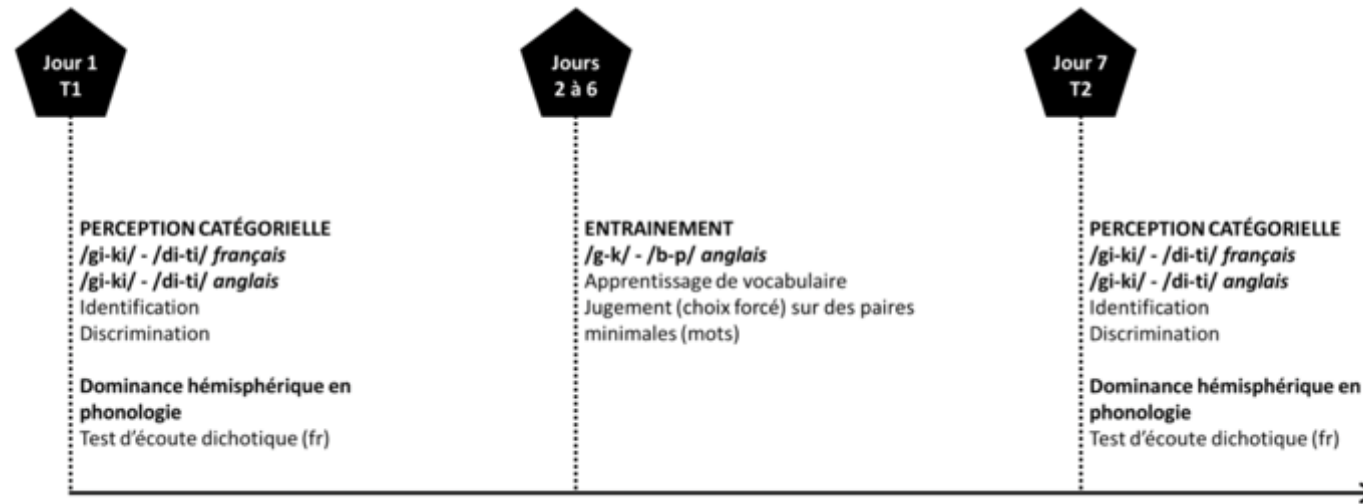 Jour 1
T1
PERCEPTION CATÉGORIELLE
/gi-ki/ - /di-ti/ français
/gi-ki/ - /di-ti/ anglais
Identification
Discrimination
Dominance hémisphérique en
phonologie
Test d'écoute dichotique (fr)
Jours
2 à 6
ENTRAINEMENT
/g-k/ - /b-p/ anglais
Apprentissage de vocabulaire
Jugement (choix forcé) sur des paires
minimales (mots)
Jour 7
T2
PERCEPTION CATÉGORIELLE
/gi-ki/ - /di-ti/ français
/gi-ki/ - /di-ti/ anglais
Identification
Discrimination
Dominance hémisphérique en
phonologie
Test d'écoute dichotique (fr)